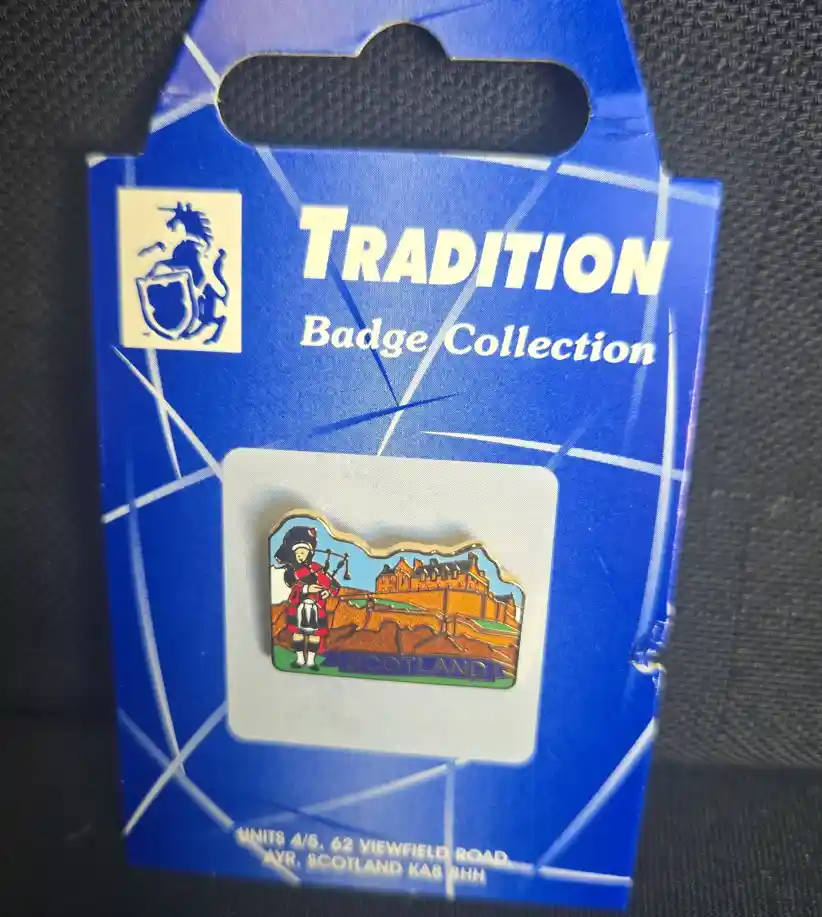 TRADITION
Badge Collection
SCOTLAND
UNITS 4/5, 62 VIEWFIELD ROAD,
AYR, SCOTLAND KA8 8HH